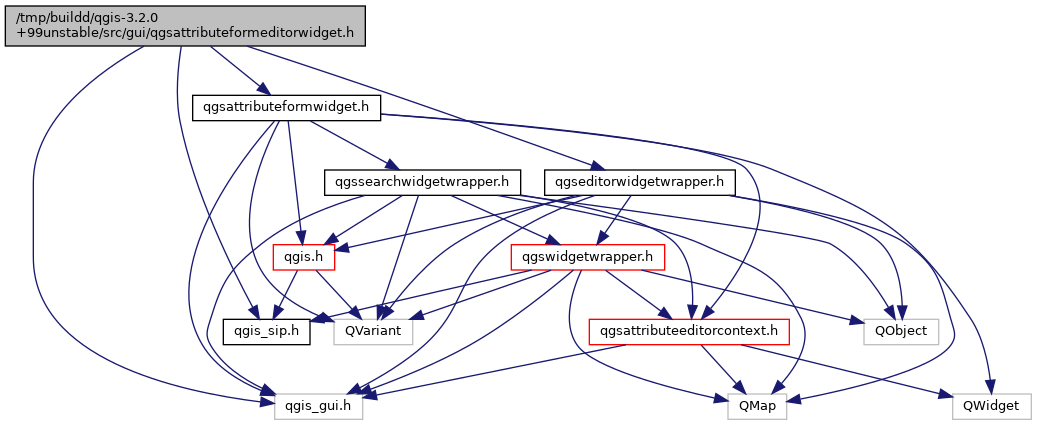 /tmp/buildd/qgis-3.2.0
+99unstable/src/gui/qgsattributeformeditorwidget.h
qgsattributeformwidget.h
qgssearchwidgetwrapper.h
qgseditorwidgetwrapper.h
qgis.h
qgswidgetwrapper.h
qgis_sip.h
QVariant
qgsattributeeditorcontext.h
QObject
qgis_gui.h
QMap
QWidget